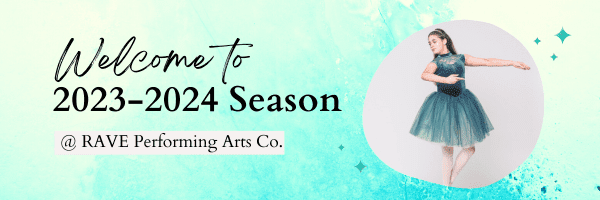 Welcome to
2023-2024 Season
@ RAVE Performing Arts Co.